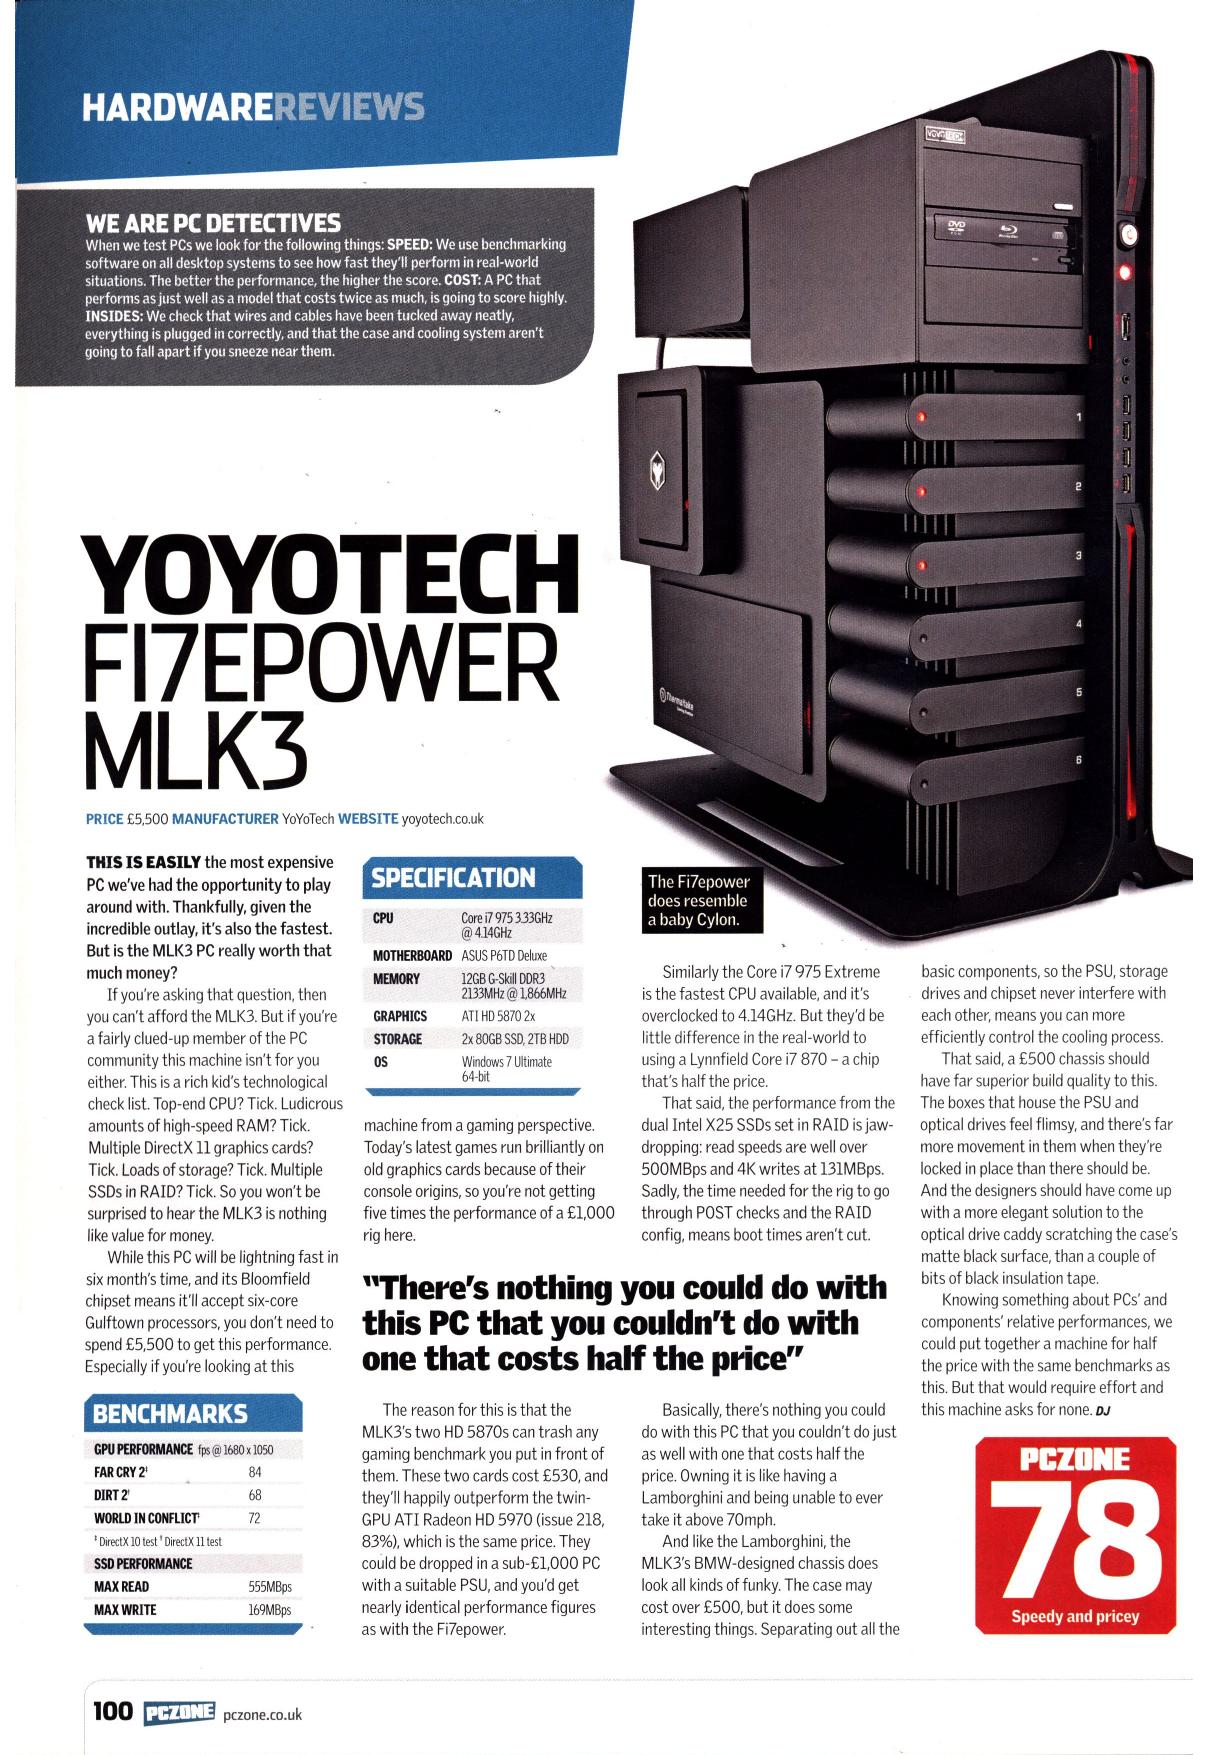 HARDWAREREVIEWS
WE ARE PC DETECTIVES
When we test PCs we look for the following things: SPEED: We use benchmarking
software on all desktop systems to see how fast they'll perform in real-world
situations. The better the performance, the higher the score. COST: A PC that
performs as just well as a model that costs twice as much, is going to score highly.
INSIDES: We check that wires and cables have been tucked away neatly,
everything is plugged in correctly, and that the case and cooling system aren't
going to fall apart if you sneeze near them.
YOYOTECH
DVD
1
2
3
4
5
6
Thermaltake
YOYOTECH
FI7EPOWER
MLK3
PRICE £5,500 MANUFACTURER YoYoTech WEBSITE yoyotech.co.uk
THIS IS EASILY the most expensive
PC we've had the opportunity to play
around with. Thankfully, given the
incredible outlay, it's also the fastest.
But is the MLK3 PC really worth that
much money?
If you're asking that question, then
you can't afford the MLK3. But if you're
a fairly clued-up member of the PC
community this machine isn't for you
either. This is a rich kid's technological
check list. Top-end CPU? Tick. Ludicrous
amounts of high-speed RAM? Tick.
Multiple DirectX 11 graphics cards?
Tick. Loads of storage? Tick. Multiple
SSDs in RAID? Tick. So you won't be
surprised to hear the MLK3 is nothing
like value for money.
While this PC will be lightning fast in
six month's time, and its Bloomfield
chipset means it'll accept six-core
Gulftown processors, you don't need to
spend £5,500 to get this performance.
Especially if you're looking at this
BENCHMARKS
GPU PERFORMANCE fps @ 1680 x 1050
FAR CRY 2‡ 84
DIRT 2† 68
WORLD IN CONFLICT‡ 72
‡ DirectX 10 test † DirectX 11 test
SSD PERFORMANCE
MAX READ 555MBps
MAX WRITE 169MBps
SPECIFICATION
CPU Core i7 975 3.33GHz
@ 4.14GHz
MOTHERBOARD ASUS P6TD Deluxe
MEMORY 12GB G-Skill DDR3
2133MHz @ 1,866MHz
GRAPHICS ATI HD 5870 2x
STORAGE 2x 80GB SSD, 2TB HDD
OS Windows 7 Ultimate
64-bit
machine from a gaming perspective.
Today's latest games run brilliantly on
old graphics cards because of their
console origins, so you're not getting
five times the performance of a £1,000
rig here.
"There's nothing you could do with
this PC that you couldn't do with
one that costs half the price"
The reason for this is that the
MLK3's two HD 5870s can trash any
gaming benchmark you put in front of
them. These two cards cost £530, and
they'll happily outperform the twin-
GPU ATI Radeon HD 5970 (issue 218,
83%), which is the same price. They
could be dropped in a sub-£1,000 PC
with a suitable PSU, and you'd get
nearly identical performance figures
as with the Fi7epower.
The Fi7epower
does resemble
a baby Cylon.
Similarly the Core i7 975 Extreme
is the fastest CPU available, and it's
overclocked to 4.14GHz. But they'd be
little difference in the real-world to
using a Lynnfield Core i7 870 – a chip
that's half the price.
That said, the performance from the
dual Intel X25 SSDs set in RAID is jaw-
dropping: read speeds are well over
500MBps and 4K writes at 131MBps.
Sadly, the time needed for the rig to go
through POST checks and the RAID
config, means boot times aren't cut.
Basically, there's nothing you could
do with this PC that you couldn't do just
as well with one that costs half the
price. Owning it is like having a
Lamborghini and being unable to ever
take it above 70mph.
And like the Lamborghini, the
MLK3's BMW-designed chassis does
look all kinds of funky. The case may
cost over £500, but it does some
interesting things. Separating out all the
basic components, so the PSU, storage
drives and chipset never interfere with
each other, means you can more
efficiently control the cooling process.
That said, a £500 chassis should
have far superior build quality to this.
The boxes that house the PSU and
optical drives feel flimsy, and there's far
more movement in them when they're
locked in place than there should be.
And the designers should have come up
with a more elegant solution to the
optical drive caddy scratching the case's
matte black surface, than a couple of
bits of black insulation tape.
Knowing something about PCs' and
components' relative performances, we
could put together a machine for half
the price with the same benchmarks as
this. But that would require effort and
this machine asks for none. DJ
PCZONE
78
Speedy and pricey
100 PCZONE pczone.co.uk